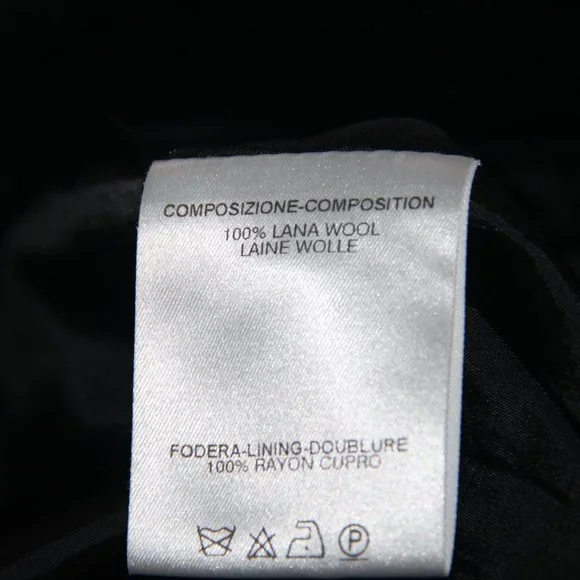 COMPOSIZIONE-COMPOSITION
100% LANA WOOL
LAINE WOLLE
FODERA-LINING-DOUBLURE
100% RAYON CUPRO
P